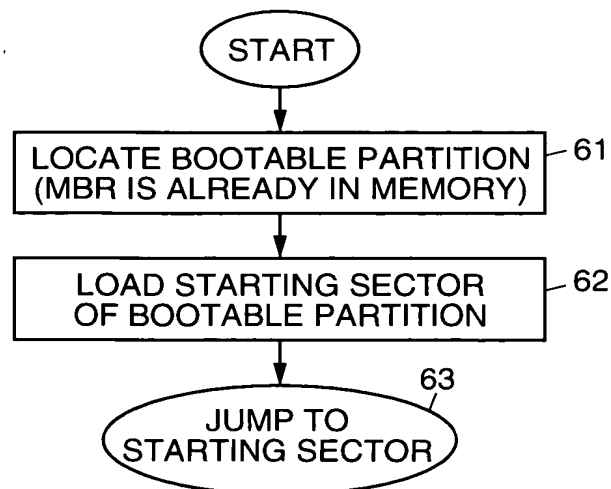 START
LOCATE BOOTABLE PARTITION
(MBR IS ALREADY IN MEMORY)
61
LOAD STARTING SECTOR
OF BOOTABLE PARTITION
62
63
JUMP TO
STARTING SECTOR